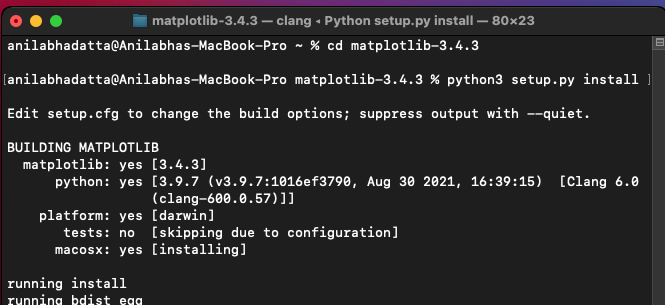 matplotlib-3.4.3 — clang ◂ Python setup.py install — 80×23
anilabhadatta@Anilabhas-MacBook-Pro ~ % cd matplotlib-3.4.3
[anilabhadatta@Anilabhas-MacBook-Pro matplotlib-3.4.3 % python3 setup.py install ]
Edit setup.cfg to change the build options; suppress output with --quiet.
BUILDING MATPLOTLIB
matplotlib: yes [3.4.3]
python: yes [3.9.7 (v3.9.7:1016ef3790, Aug 30 2021, 16:39:15)  [Clang 6.0
(clang-600.0.57)]]
platform: yes [darwin]
tests: no  [skipping due to configuration]
macosx: yes [installing]
running install
running bdist_egg